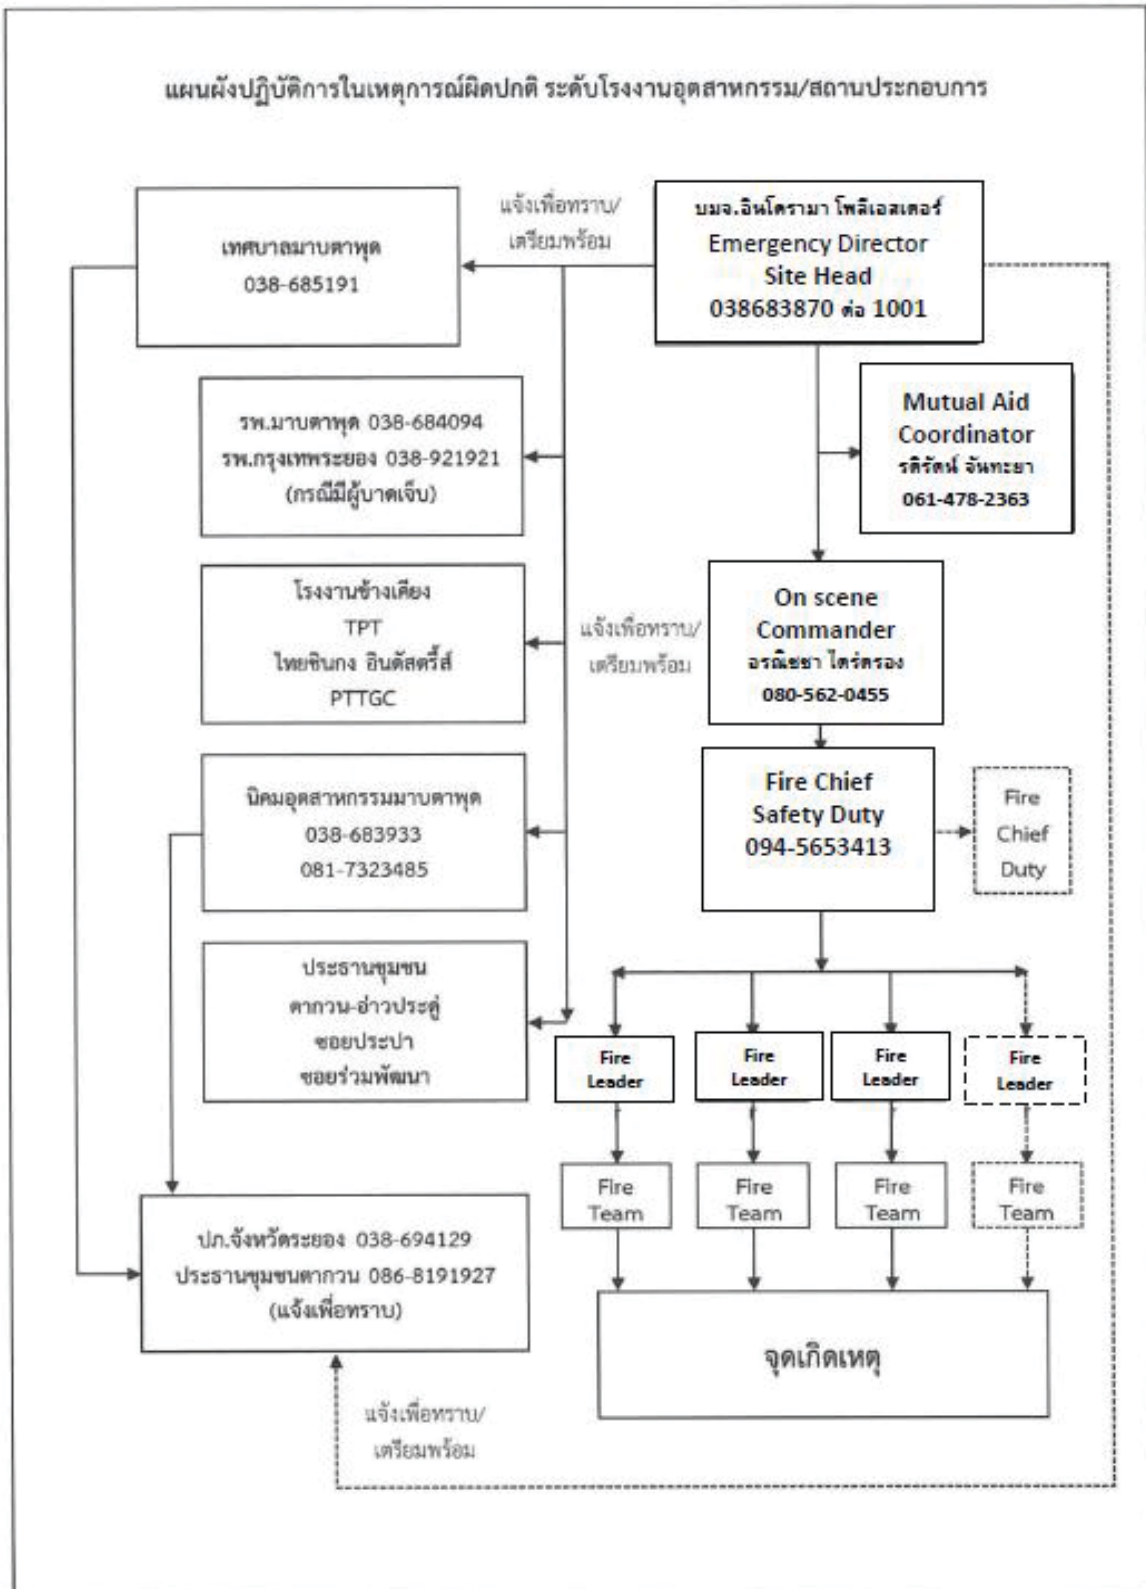 แผนผังปฏิบัติการในเหตุการณ์ผิดปกติ ระดับโรงงานอุตสาหกรรม/สถานประกอบการ
เทศบาลมาบตาพุด
038-685191
แจ้งเพื่อทราบ/
เตรียมพร้อม
บมจ.อินโดรามา โพลีเอสเตอร์
Emergency Director
Site Head
038683870 ต่อ 1001
รพ.มาบตาพุด 038-684094
รพ.กรุงเทพระยอง 038-921921
(กรณีมีผู้บาดเจ็บ)
Mutual Aid
Coordinator
รติรัตน์ จันทะยา
061-478-2363
โรงงานข้างเคียง
TPT
ไทยชินกง อินดัสตรี้ส์
PTTGC
แจ้งเพื่อทราบ/
เตรียมพร้อม
On scene
Commander
อรณิชชา ไตร่ตรอง
080-562-0455
นิคมอุตสาหกรรมมาบตาพุด
038-683933
081-7323485
Fire Chief
Safety Duty
094-5653413
Fire
Chief
Duty
ประธานชุมชน
ตากวน-อ่าวประดู่
ซอยประปา
ซอยร่วมพัฒนา
Fire
Leader
Fire
Leader
Fire
Leader
Fire
Leader
Fire
Team
Fire
Team
Fire
Team
Fire
Team
ปภ.จังหวัดระยอง 038-694129
ประธานชุมชนตากวน 086-8191927
(แจ้งเพื่อทราบ)
จุดเกิดเหตุ
แจ้งเพื่อทราบ/
เตรียมพร้อม